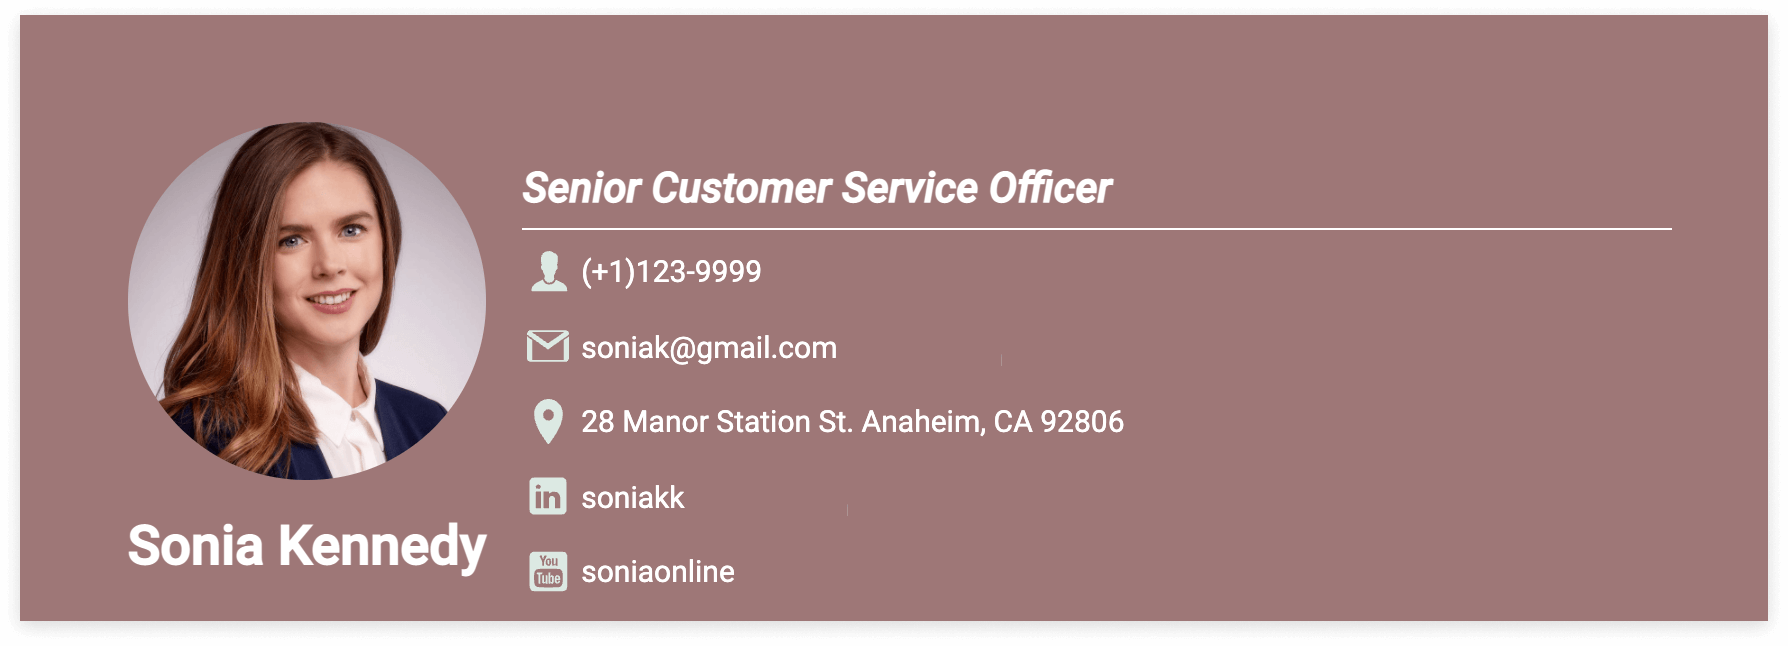 Senior Customer Service Officer
(+1)123-9999
soniak@gmail.com
28 Manor Station St. Anaheim, CA 92806
in soniakk
You
Tube soniaonline
Sonia Kennedy